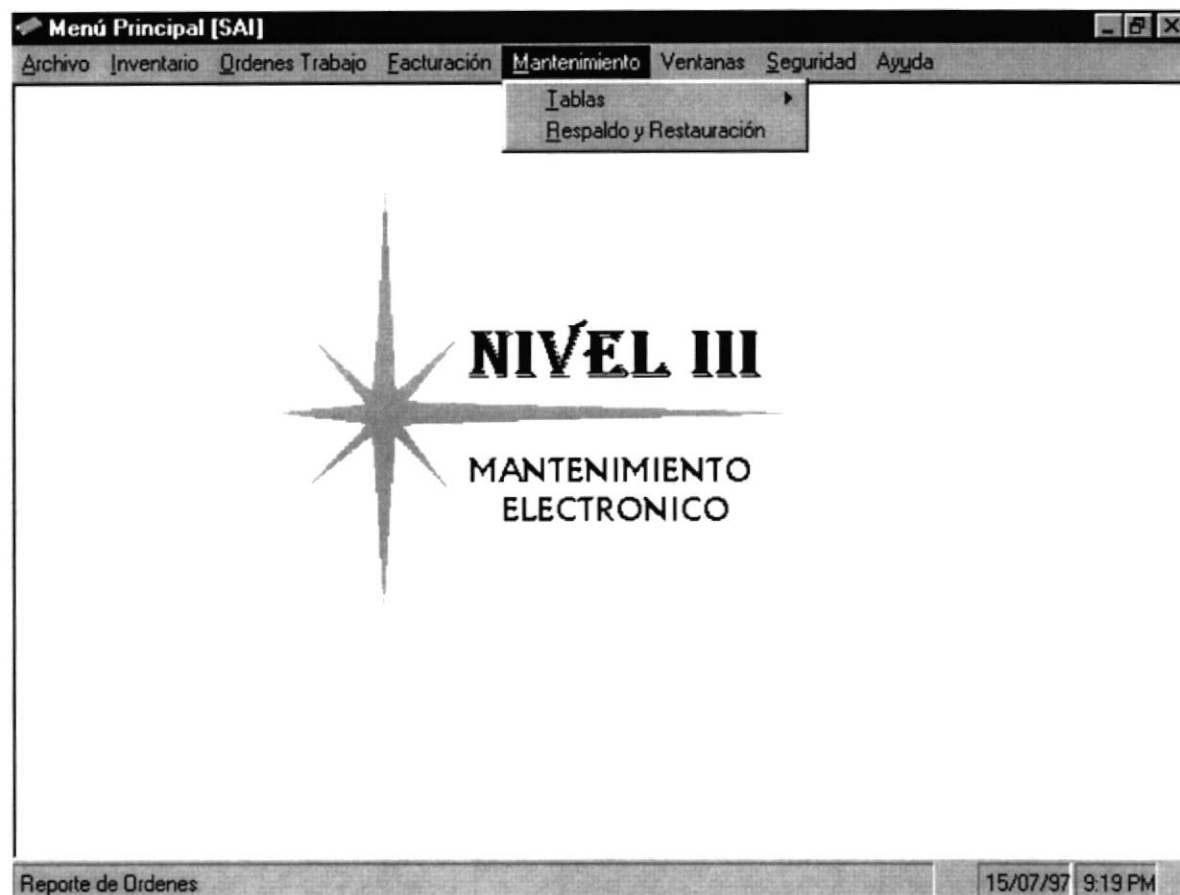 Menú Principal [SAI]
Archivo Inventario Ordenes Trabajo Facturación Mantenimiento Ventanas Seguridad Ayuda
Tablas
Respaldo y Restauración
NIVEL III
MANTENIMIENTO
ELECTRONICO
Reporte de Ordenes 15/07/97 9:19 PM